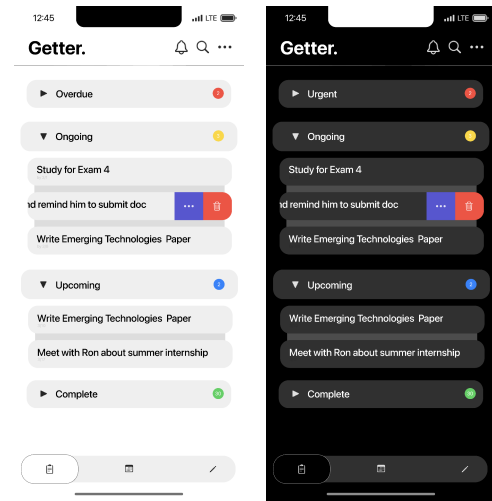 12:45 LTE
Getter.
Overdue 2
Ongoing
Study for Exam 4
nd remind him to submit doc
Write Emerging Technologies Paper
Upcoming 2
Write Emerging Technologies Paper
Meet with Ron about summer internship
Complete
12:45 LTE
Getter.
Urgent 2
Ongoing
Study for Exam 4
nd remind him to submit doc
Write Emerging Technologies Paper
Upcoming 2
Write Emerging Technologies Paper
Meet with Ron about summer internship
Complete